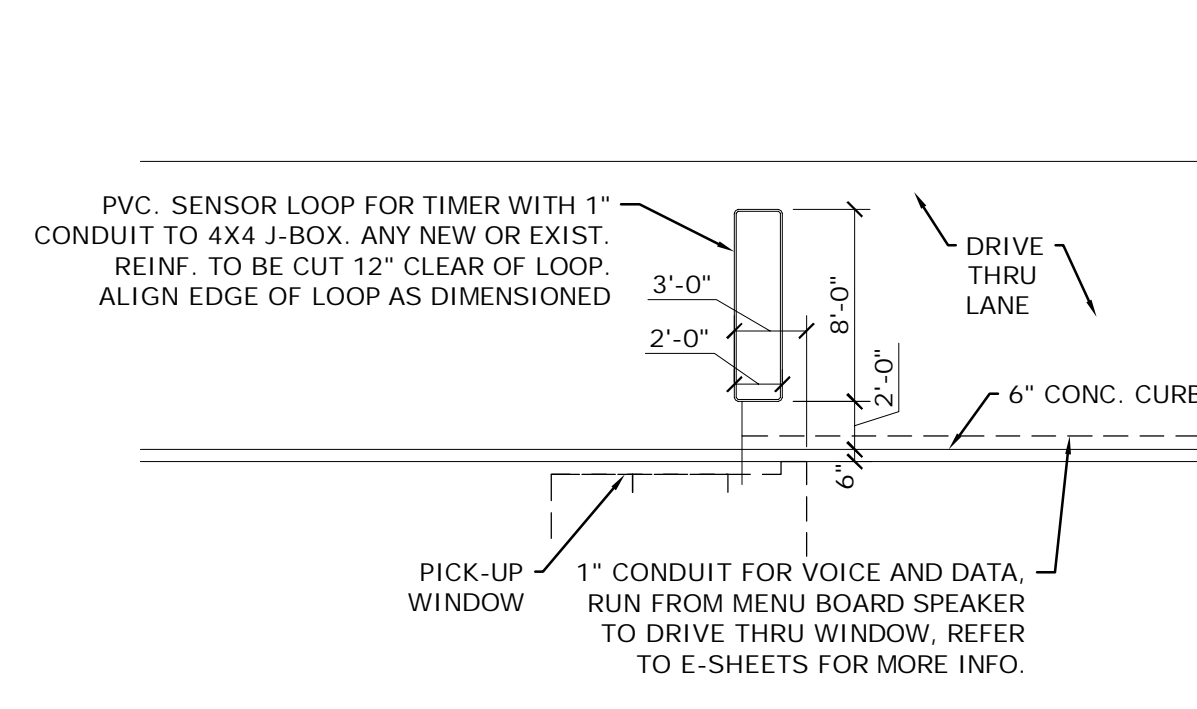 PVC. SENSOR LOOP FOR TIMER WITH 1"
CONDUIT TO 4X4 J-BOX. ANY NEW OR EXIST.
REINF. TO BE CUT 12" CLEAR OF LOOP.
ALIGN EDGE OF LOOP AS DIMENSIONED
3'-0"
2'-0"
8'-0"
DRIVE
THRU
LANE
2'-0"
6" CONC. CURB
6"
PICK-UP
WINDOW
1" CONDUIT FOR VOICE AND DATA,
RUN FROM MENU BOARD SPEAKER
TO DRIVE THRU WINDOW, REFER
TO E-SHEETS FOR MORE INFO.